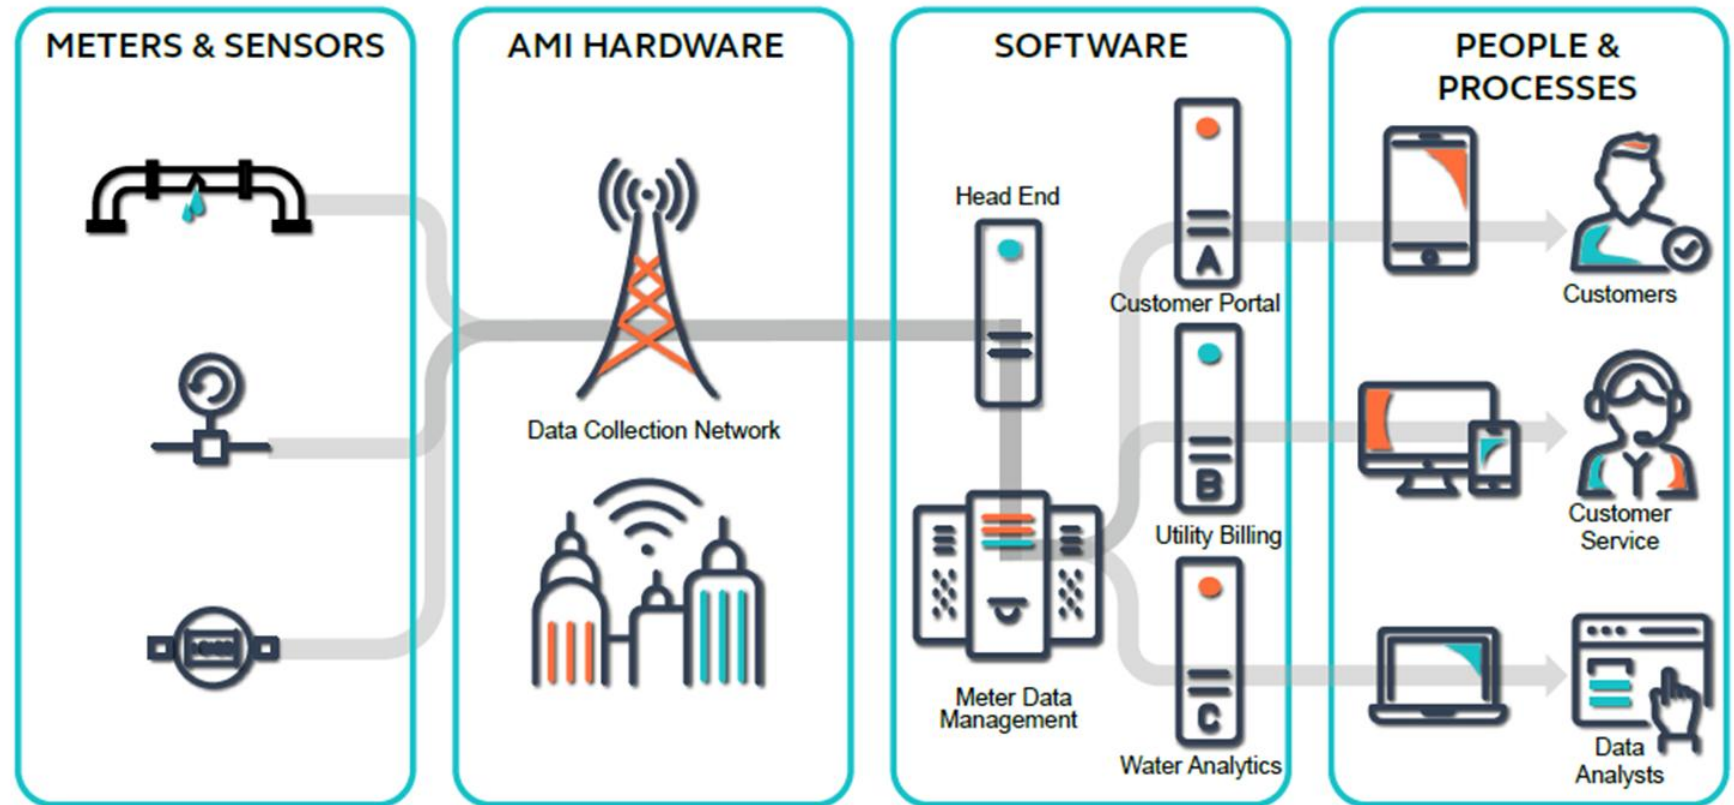 METERS & SENSORS
AMI HARDWARE
Data Collection Network
SOFTWARE
Head End
Meter Data
Management
A
Customer Portal
B
Utility Billing
C
Water Analytics
PEOPLE &
PROCESSES
Customers
Customer
Service
Data
Analysts